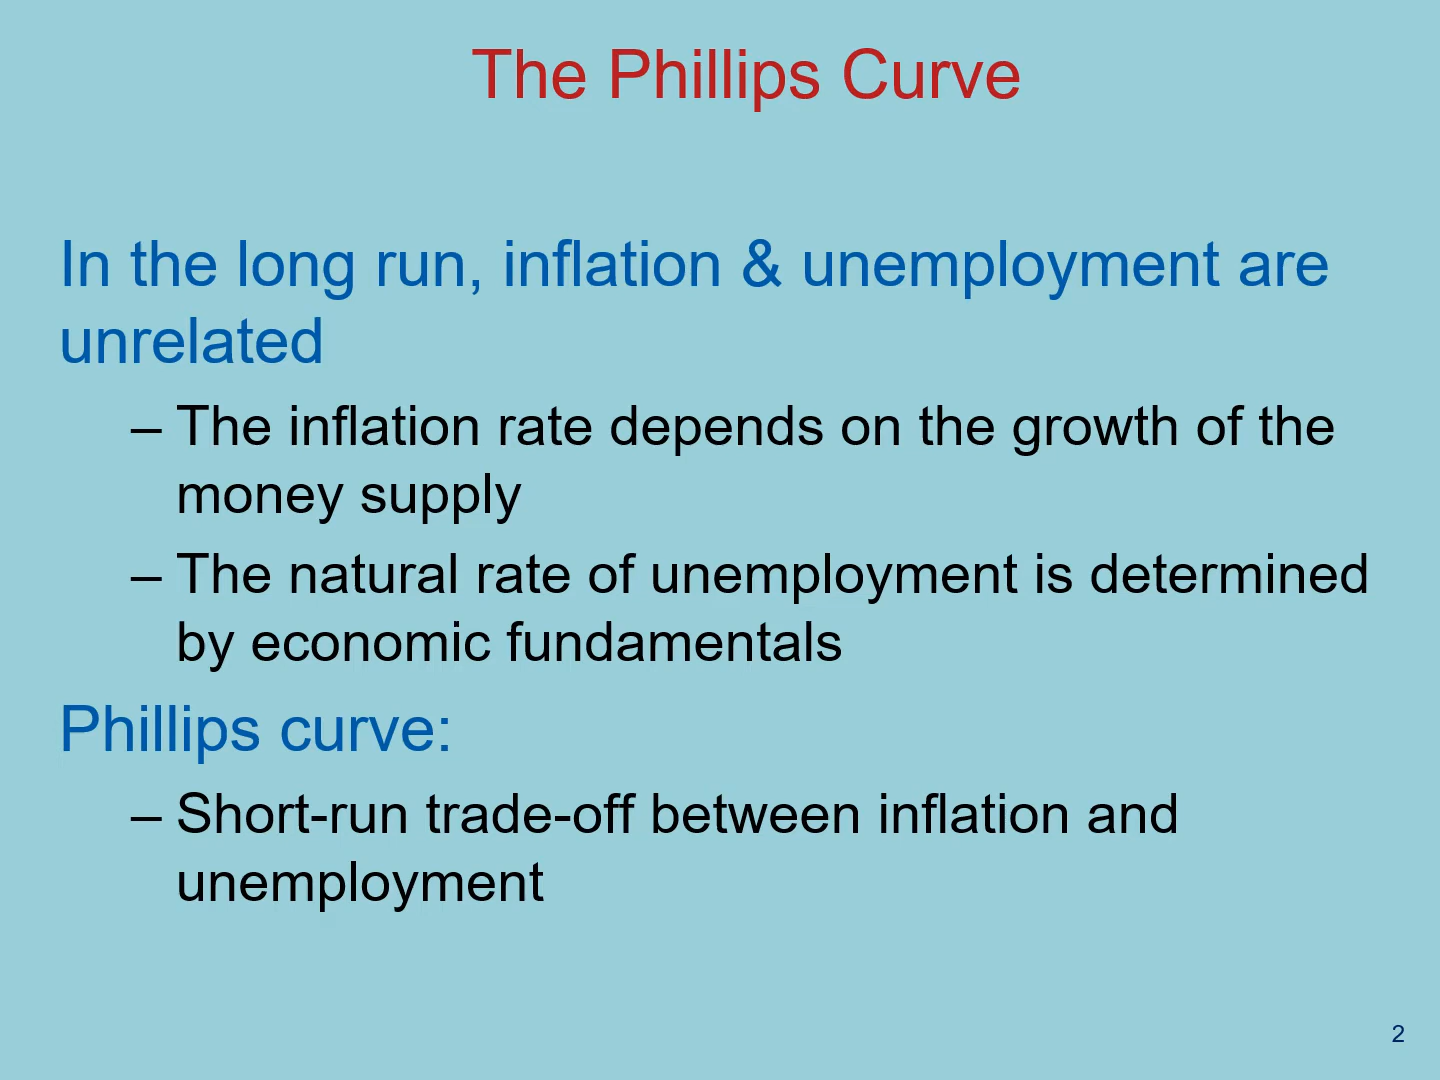 The Phillips Curve
In the long run, inflation & unemployment are
unrelated
– The inflation rate depends on the growth of the
money supply
– The natural rate of unemployment is determined
by economic fundamentals
Phillips curve:
– Short-run trade-off between inflation and
unemployment
2